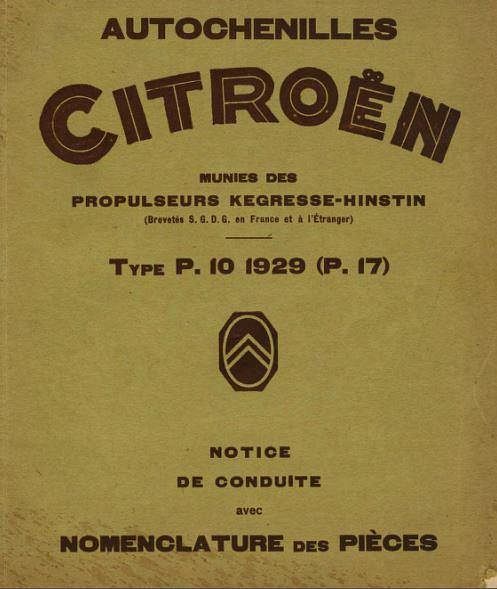 AUTOCHENILLES
CITROËN
MUNIES DES
PROPULSEURS KEGRESSE-HINSTIN
(Brevetés S. G. D. G. en France et à l'Étranger)
TYPE P. 10 1929 (P. 17)
NOTICE
DE CONDUITE
avec
NOMENCLATURE DES PIÈCES